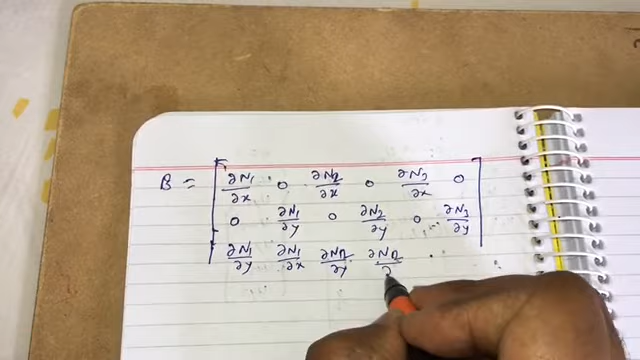 B = [ ∂N₁/∂x 0 ∂N₂/∂x 0 ∂N₃/∂x 0
0 ∂N₁/∂y 0 ∂N₂/∂y 0 ∂N₃/∂y ]
∂N₁/∂y ∂N₁/∂x ∂N₂/∂y ∂N₂/∂